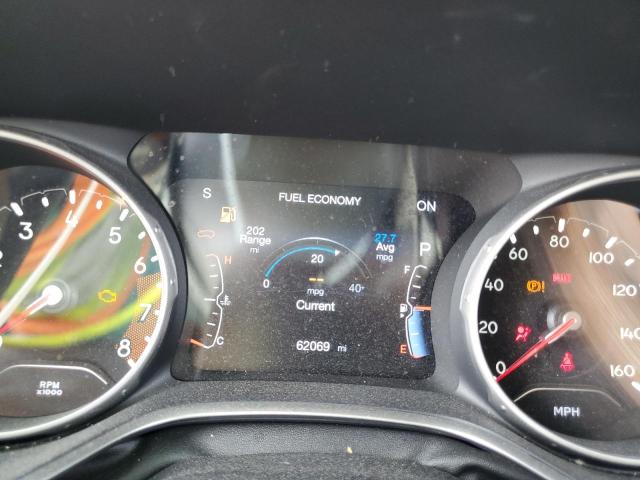 S FUEL ECONOMY ON
202 Range mi
27.7 Avg mpg
P
H
C
F
E
20
0 40+
--
mpg
Current
62069 mi
2 3 4 5 6 7 8
RPM x1000
0 20 40 60 80 100 120 140 160
MPH